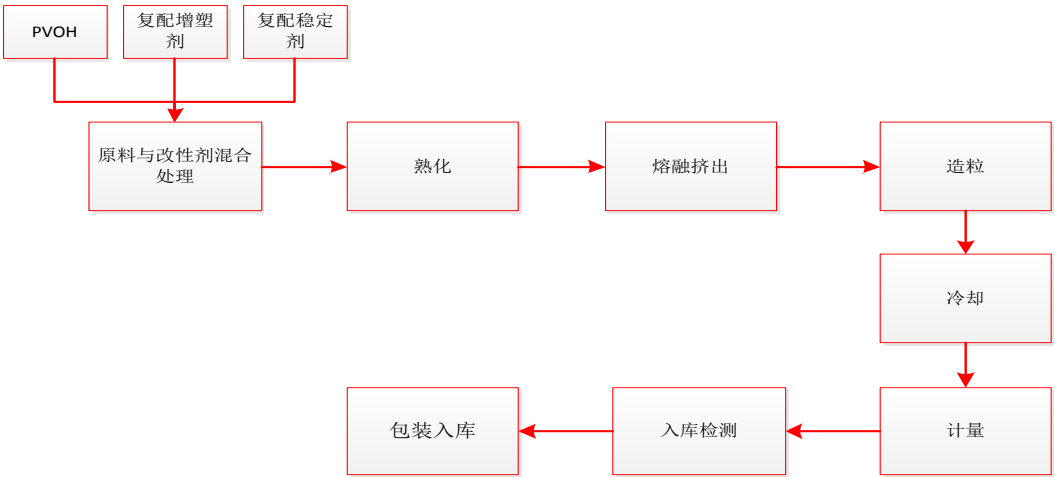 PVOH
复配增塑
剂
复配稳定
剂
原料与改性剂混合
处理
熟化
熔融挤出
造粒
冷却
计量
入库检测
包装入库